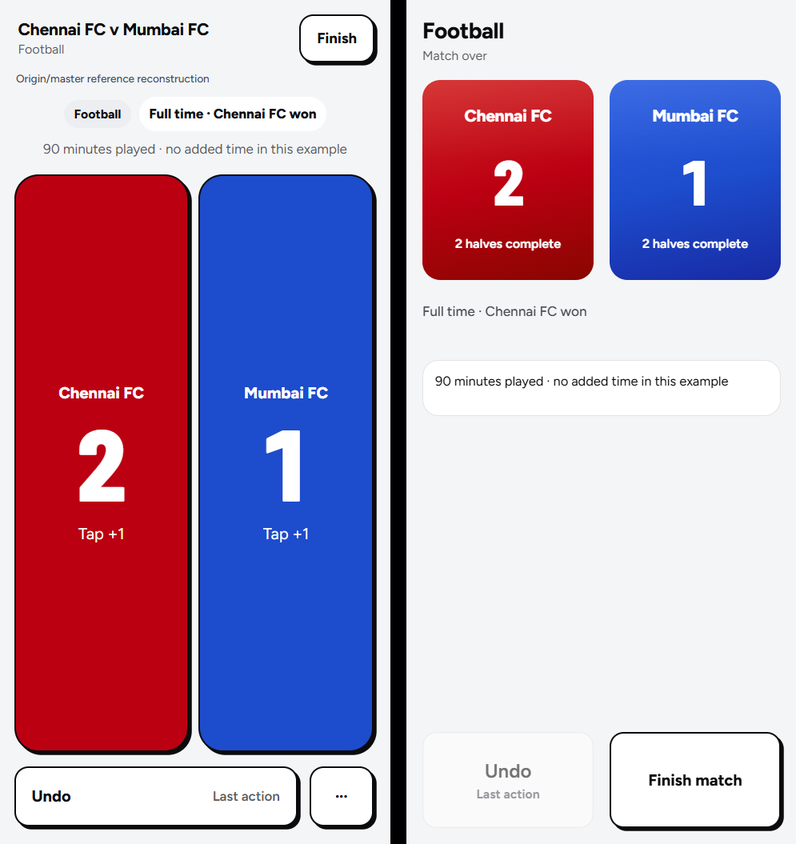 Chennai FC v Mumbai FC
Football
Finish
Origin/master reference reconstruction
Football
Full time · Chennai FC won
90 minutes played · no added time in this example
Chennai FC
2
Tap +1
Mumbai FC
1
Tap +1
Undo
Last action
...
Football
Match over
Chennai FC
2
2 halves complete
Mumbai FC
1
2 halves complete
Full time · Chennai FC won
90 minutes played · no added time in this example
Undo
Last action
Finish match